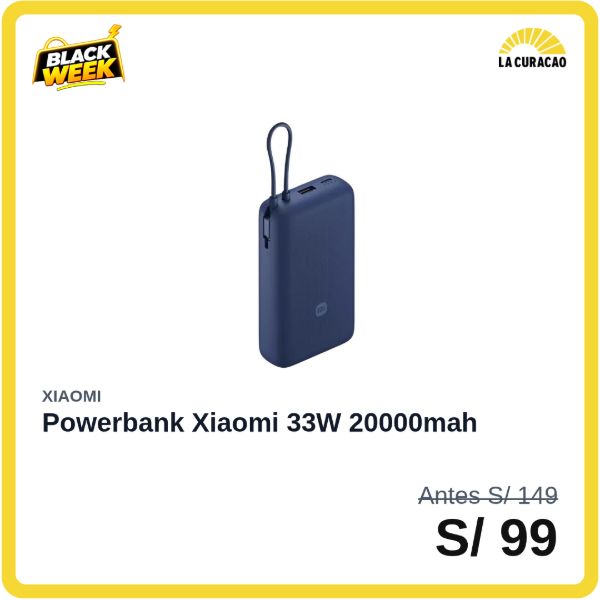 BLACK
WEEK
LA CURACAO
XIAOMI
Powerbank Xiaomi 33W 20000mah
Antes S/ 149
S/ 99